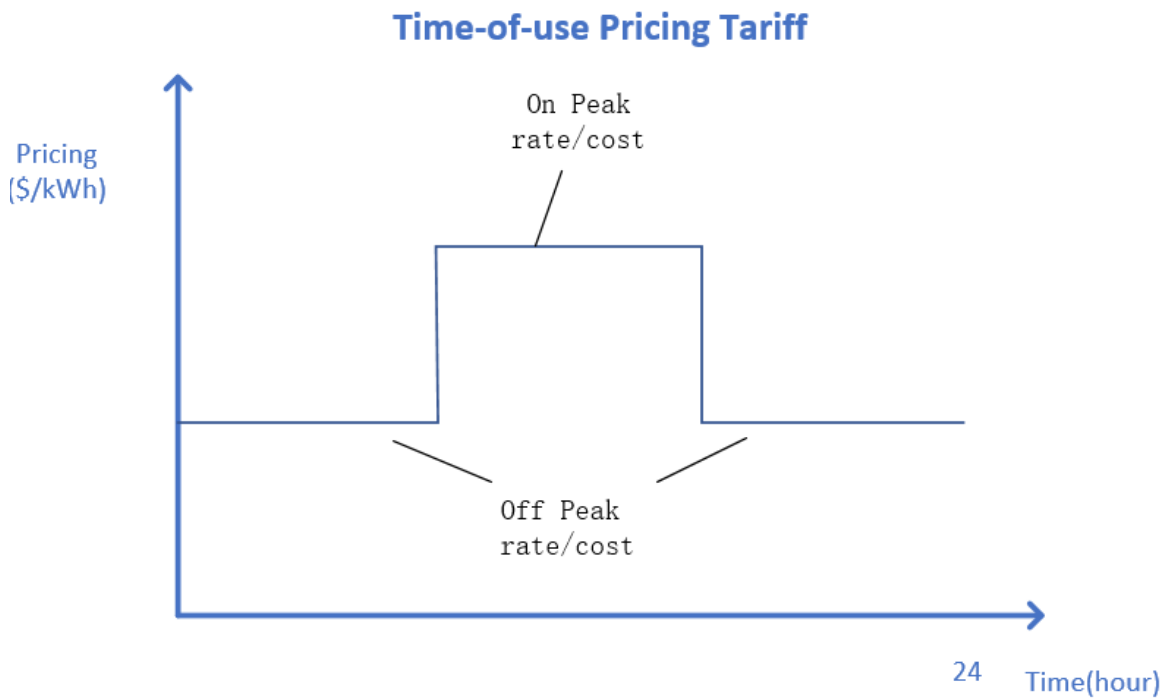 Time-of-use Pricing Tariff
On Peak
rate/cost
Pricing
($/kWh)
Off Peak
rate/cost
24
Time(hour)